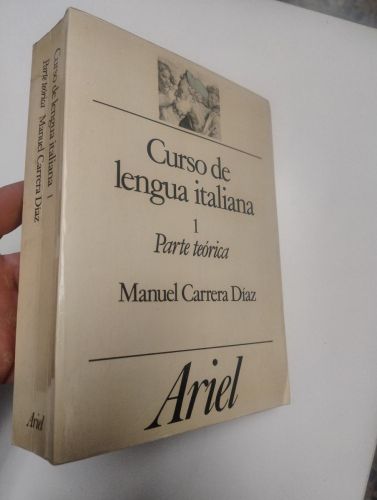 Curso de
lengua italiana
1
Parte teórica
Manuel Carrera Díaz
Ariel
Curso de lengua italiana 1
Parte teórica Manuel Carrera Díaz
Ariel